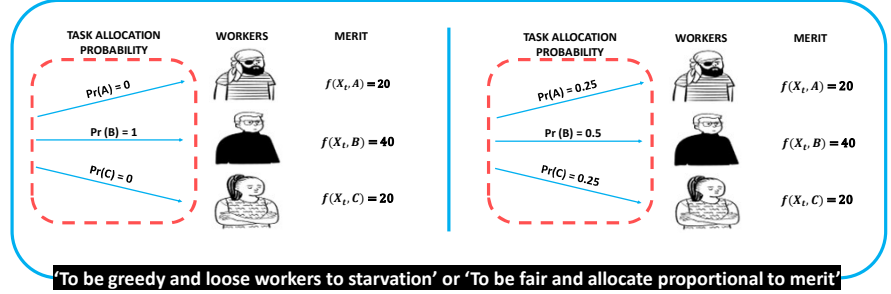 TASK ALLOCATION
PROBABILITY
WORKERS
MERIT
Pr(A) = 0
f(X_t, A) = 20
Pr (B) = 1
f(X_t, B) = 40
Pr(C) = 0
f(X_t, C) = 20
TASK ALLOCATION
PROBABILITY
WORKERS
MERIT
Pr(A) = 0.25
f(X_t, A) = 20
Pr (B) = 0.5
f(X_t, B) = 40
Pr(C) = 0.25
f(X_t, C) = 20
'To be greedy and loose workers to starvation' or 'To be fair and allocate proportional to merit'